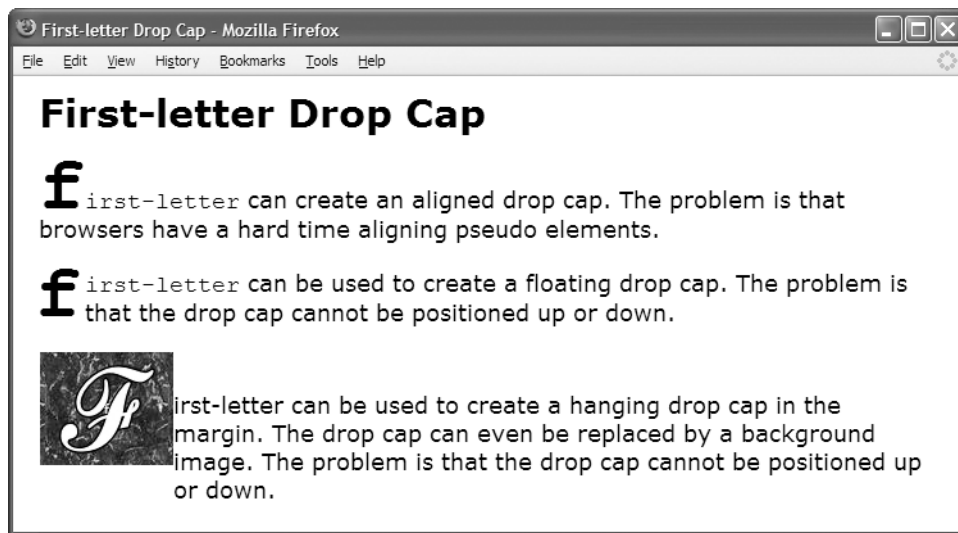 First-letter Drop Cap - Mozilla Firefox
File Edit View History Bookmarks Tools Help
First-letter Drop Cap
first-letter can create an aligned drop cap. The problem is that
browsers have a hard time aligning pseudo elements.
first-letter can be used to create a floating drop cap. The problem is
that the drop cap cannot be positioned up or down.
First-letter can be used to create a hanging drop cap in the
margin. The drop cap can even be replaced by a background
image. The problem is that the drop cap cannot be positioned up
or down.